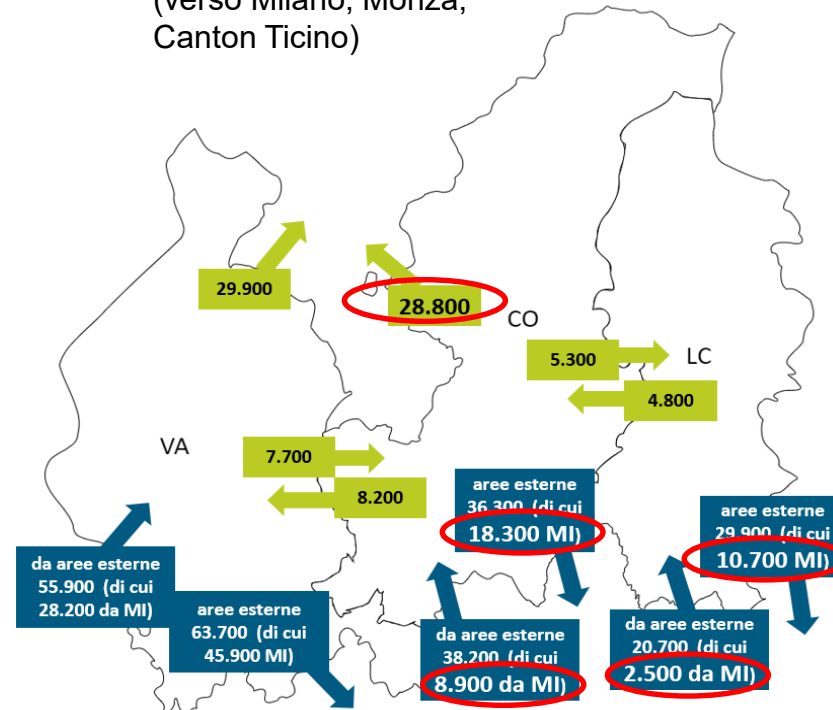 (verso Milano, Monza,
Canton Ticino)
29.900
28.800
CO
5.300
LC
4.800
VA
7.700
8.200
aree esterne
36.300 (di cui
18.300 MI)
aree esterne
29.900 (di cui
10.700 MI)
da aree esterne
55.900 (di cui
28.200 da MI)
aree esterne
63.700 (di cui
45.900 MI)
da aree esterne
38.200 (di cui
8.900 da MI)
da aree esterne
20.700 (di cui
2.500 da MI)